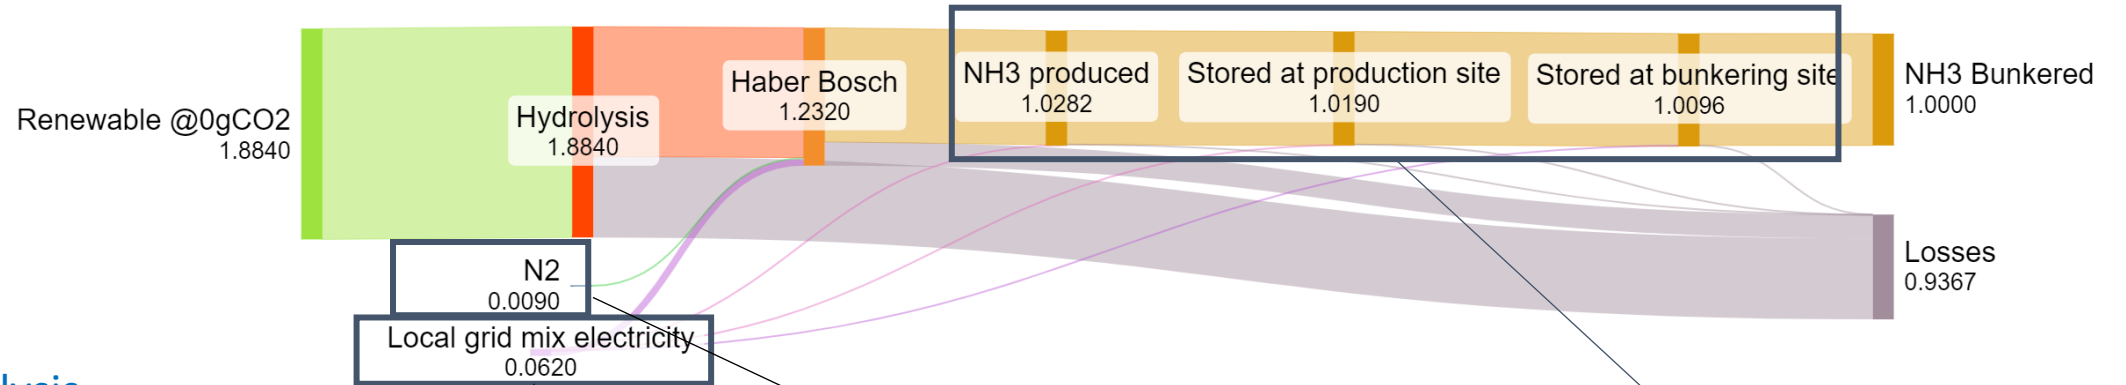 Renewable @0gCO2
1.8840
Hydrolysis
1.8840
Haber Bosch
1.2320
NH3 produced
1.0282
Stored at production site
1.0190
Stored at bunkering site
1.0096
NH3 Bunkered
1.0000
Losses
0.9367
N2
0.0090
Local grid mix electricity
0.0620